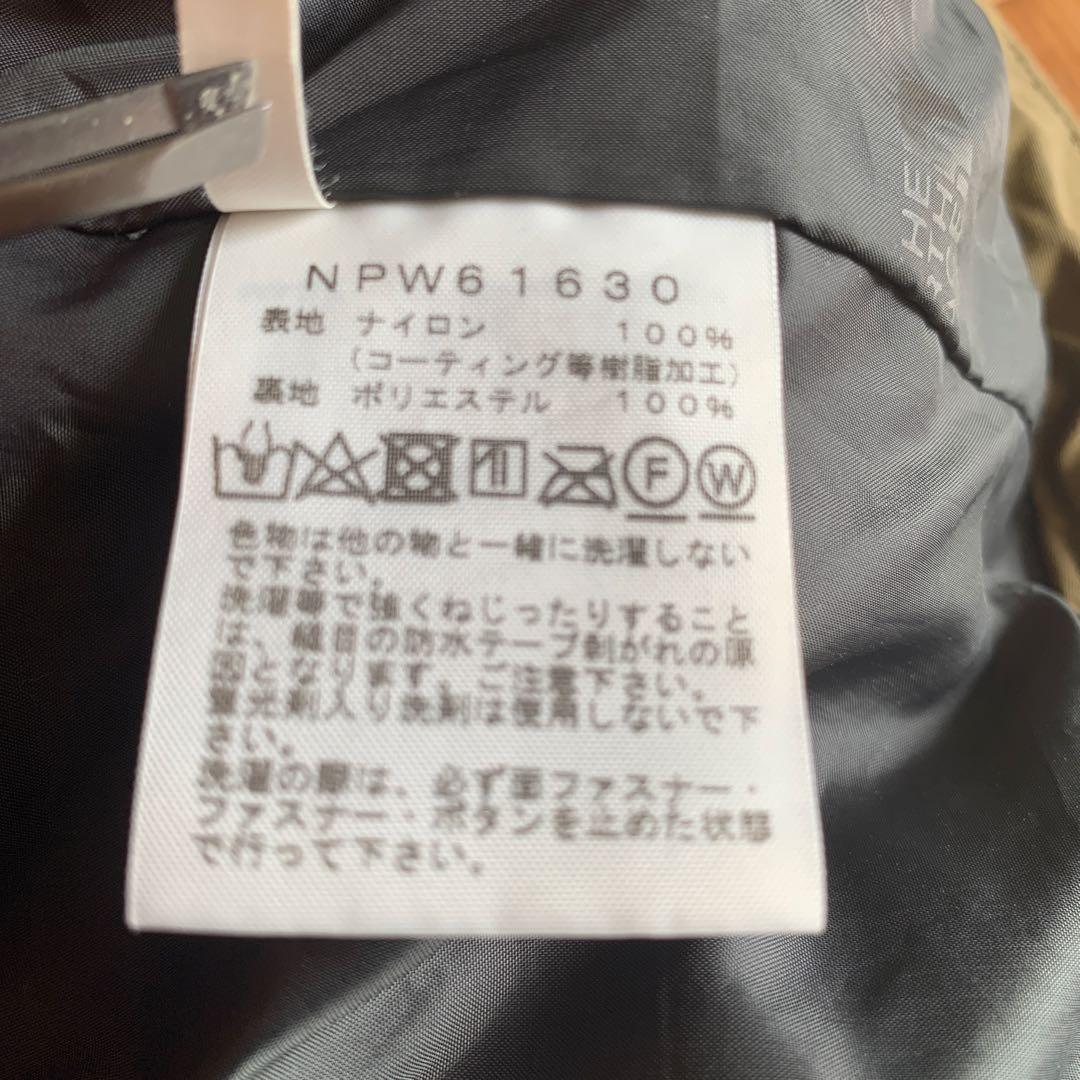 NPW61630
表地 ナイロン 100%
(コーティング等樹脂加工)
裏地 ポリエステル 100%
F W
色物は他の物と一緒に洗濯しない
で下さい。
洗濯等で強くねじったりすること
は、縫目の防水テープ剥がれの原
因となります。ご注意下さい。
蛍光剤入り洗剤は使用しないで下
さい。
洗濯の際は、必ず面ファスナー・
ファスナー・ボタンを止めた状態
で行って下さい。
HE
RTH